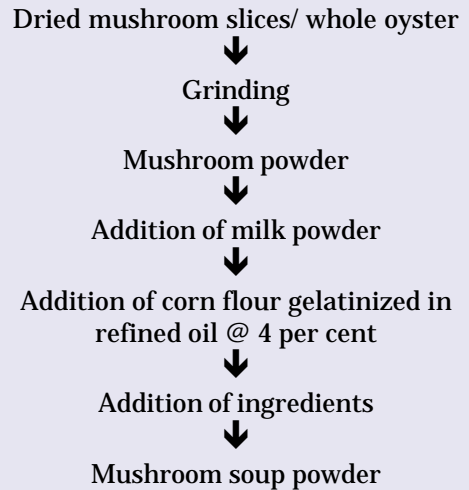 Dried mushroom slices/ whole oyster
Grinding
Mushroom powder
Addition of milk powder
Addition of corn flour gelatinized in
refined oil @ 4 per cent
Addition of ingredients
Mushroom soup powder